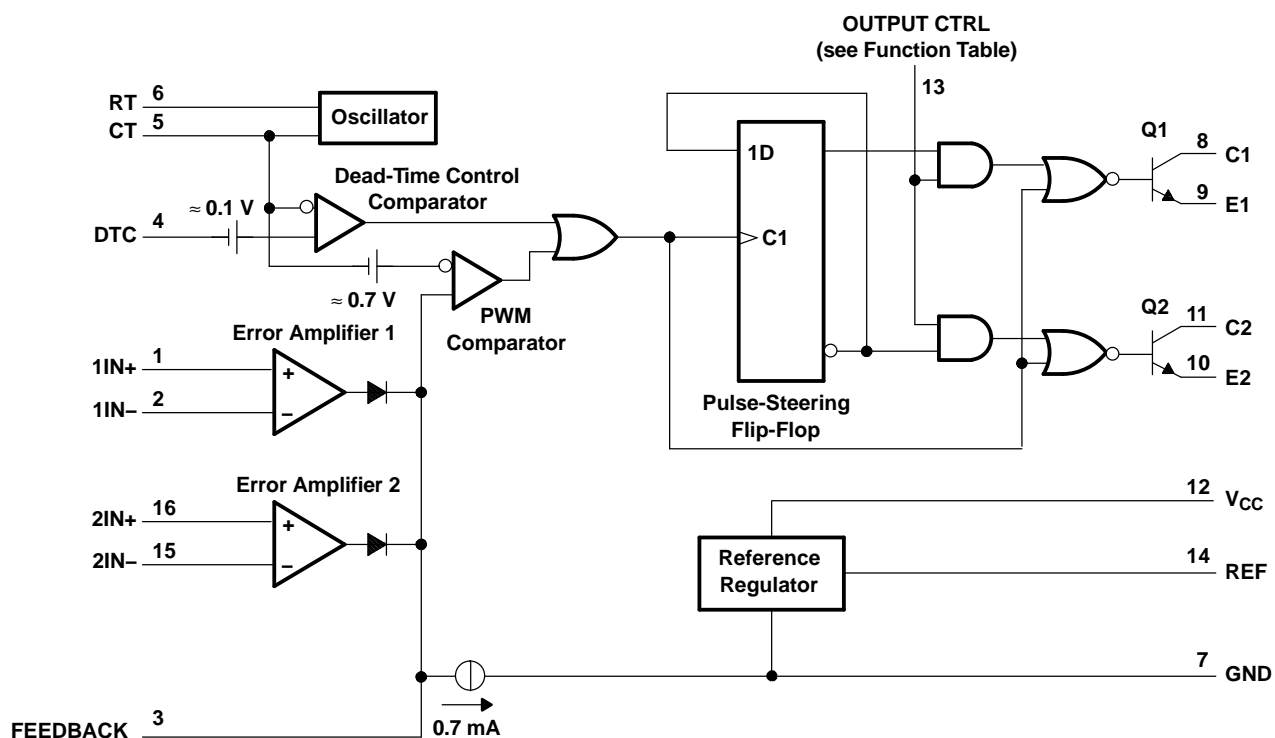 OUTPUT CTRL
(see Function Table)
13
RT 6
CT 5
Oscillator
Dead-Time Control
Comparator
≈ 0.1 V
DTC 4
≈ 0.7 V
PWM
Comparator
1D
C1
Pulse-Steering
Flip-Flop
Q1
8 C1
9 E1
Q2
11 C2
10 E2
Error Amplifier 1
1IN+ 1
+
1IN– 2
–
Error Amplifier 2
2IN+ 16
+
2IN– 15
–
12 VCC
Reference
Regulator
14 REF
7 GND
0.7 mA
FEEDBACK 3